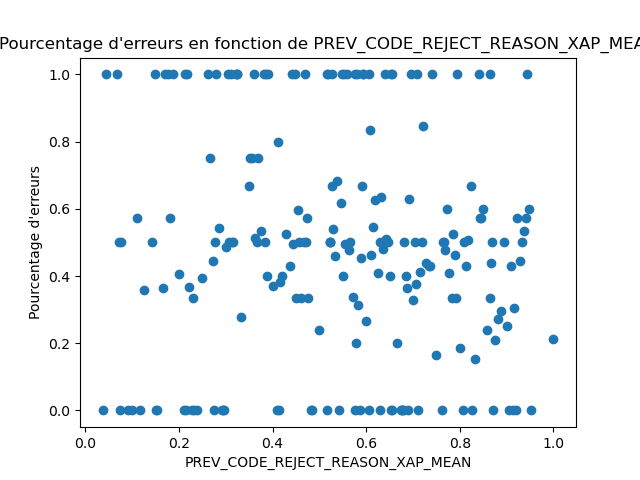 Pourcentage d'erreurs en fonction de PREV_CODE_REJECT_REASON_XAP_MEA
1.0
0.8
0.6
0.4
0.2
0.0
Pourcentage d'erreurs
0.0 0.2 0.4 0.6 0.8 1.0
PREV_CODE_REJECT_REASON_XAP_MEAN